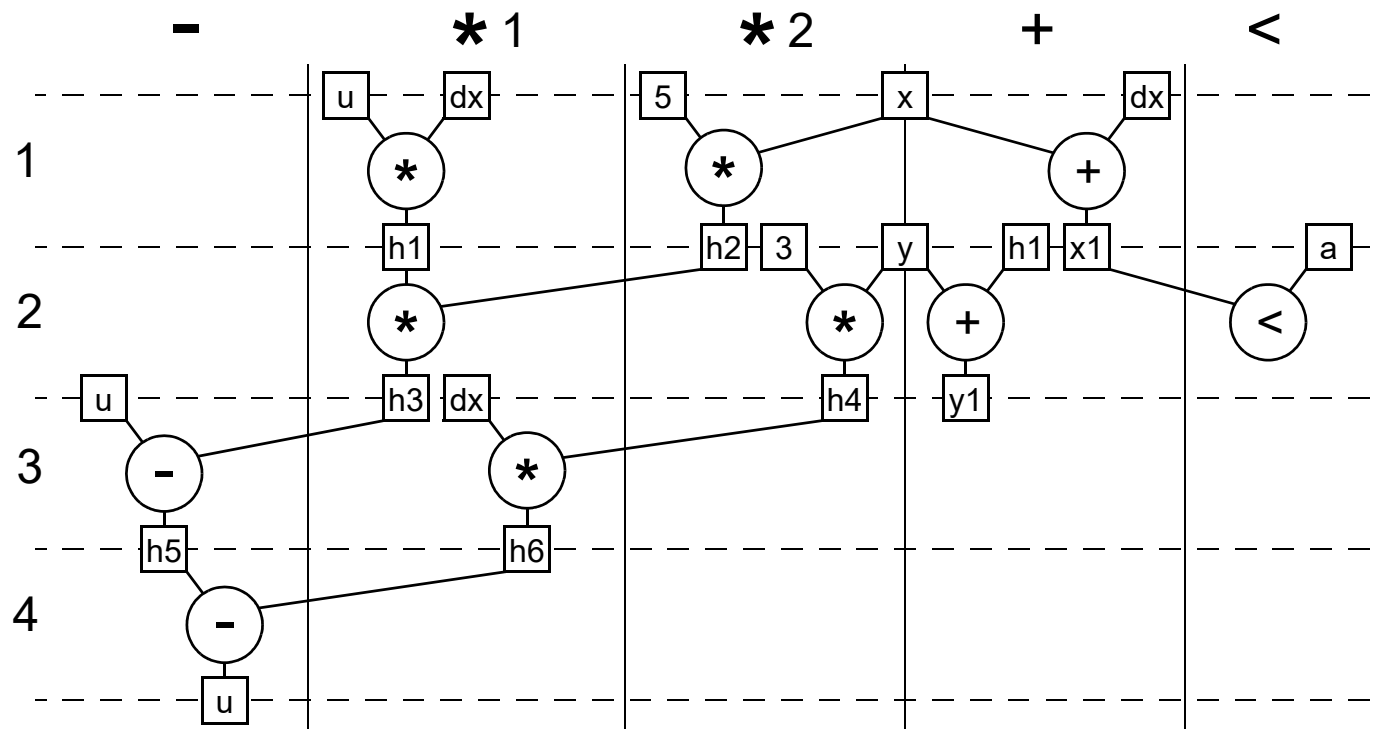 - * 1 * 2 + <
u dx 5 x dx
1 * * +
h1 h2 3 y h1 x1 a
2 * * + <
u h3 dx h4 y1
3 - *
h5 h6
4 -
u